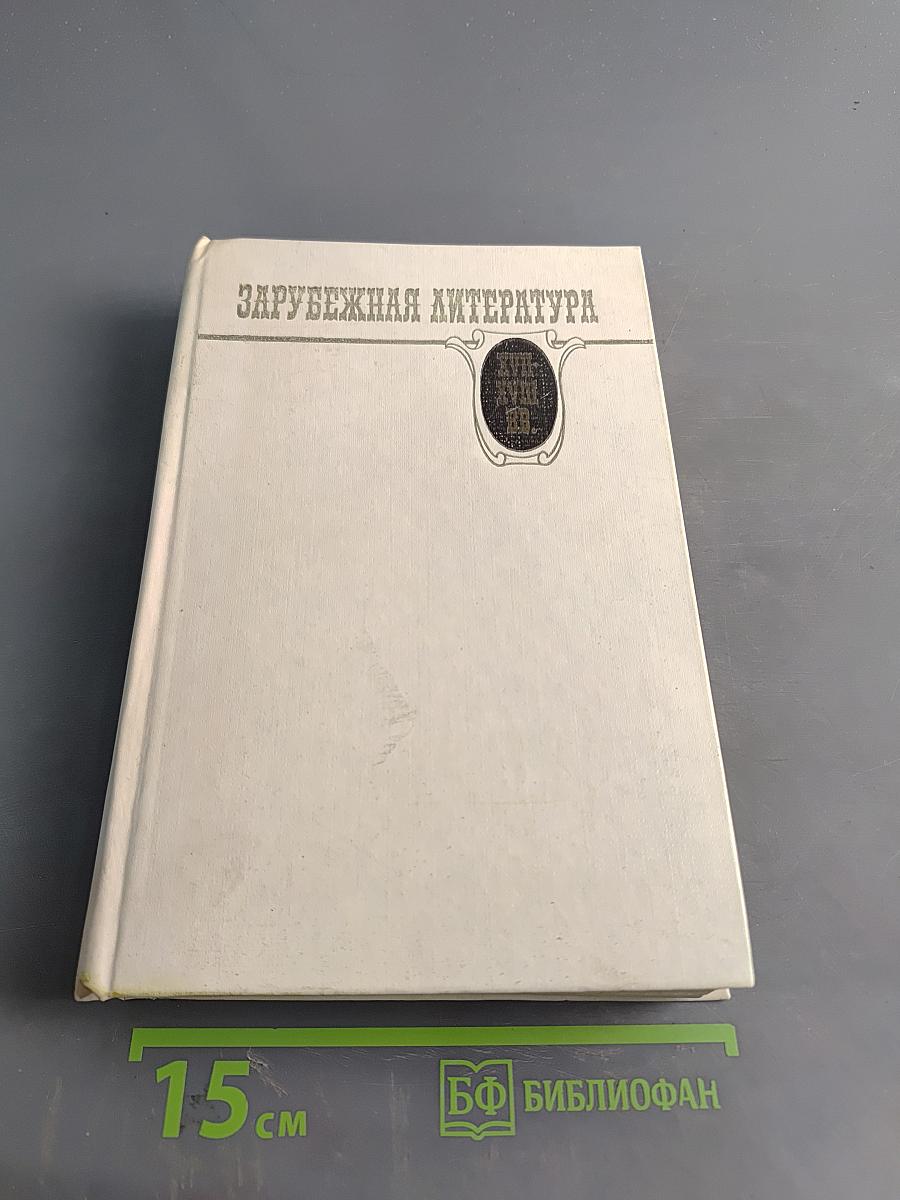 ЗАРУБЕЖНАЯ ЛИТЕРАТУРА
XVII-
XVIII
ВВ.
15 см
БФ БИБЛИОФАН